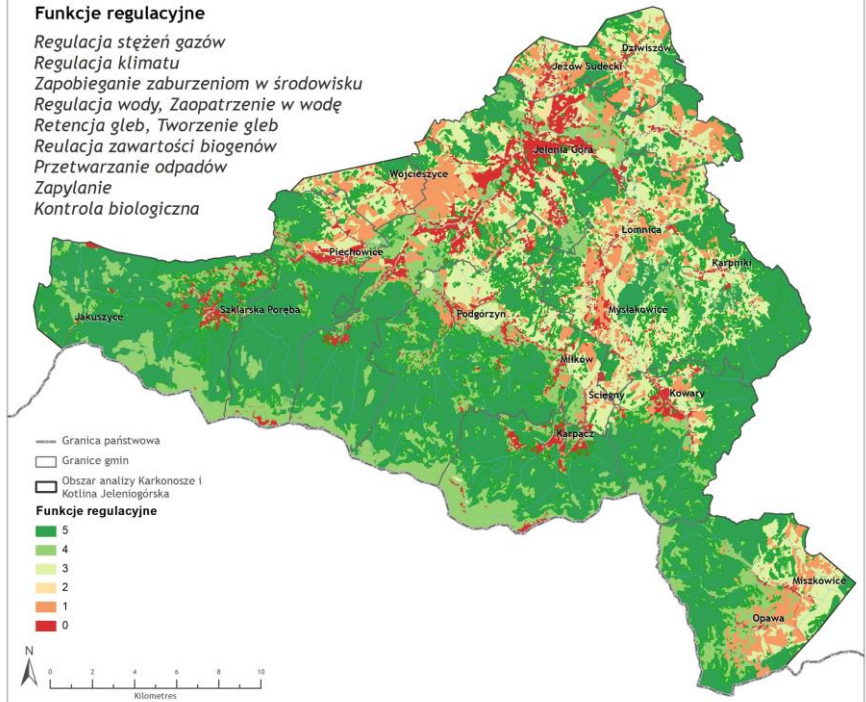 Funkcje regulacyjne
Regulacja stężeń gazów
Regulacja klimatu
Zapobieganie zaburzeniom w środowisku
Regulacja wody, Zaopatrzenie w wodę
Retencja gleb, Tworzenie gleb
Reulacja zawartości biogenów
Przetwarzanie odpadów
Zapylanie
Kontrola biologiczna
Dziwiszów
Jeżów Sudecki
Jelenia Góra
Wojcieszyce
Łomnica
Piechowice
Karpniki
Szklarska Poręba
Jakuszyce
Podgórzyn
Mysłakowice
Miłków
Ścięgny
Kowary
Karpacz
Miszkowice
Opawa
Granica państwowa
Granice gmin
Obszar analizy Karkonosze i
Kotlina Jeleniogórska
Funkcje regulacyjne
5
4
3
2
1
0
N
0 2 4 6 8 10
Kilometres